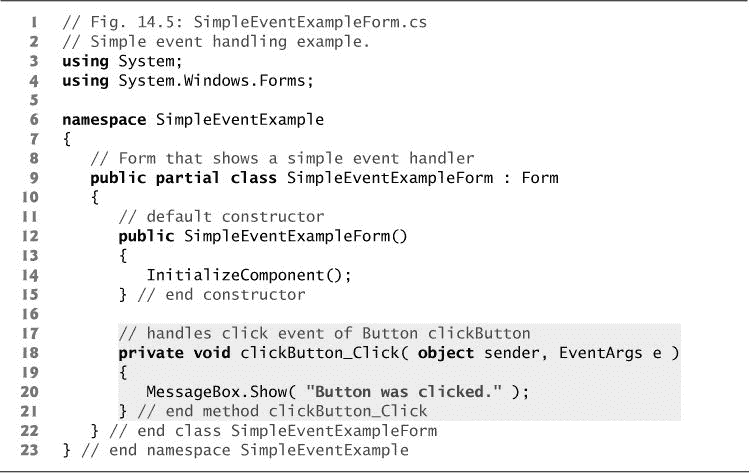 1 // Fig. 14.5: SimpleEventExampleForm.cs
2 // Simple event handling example.
3 using System;
4 using System.Windows.Forms;
5
6 namespace SimpleEventExample
7 {
8 // Form that shows a simple event handler
9 public partial class SimpleEventExampleForm : Form
10 {
11 // default constructor
12 public SimpleEventExampleForm()
13 {
14 InitializeComponent();
15 } // end constructor
16
17 // handles click event of Button clickButton
18 private void clickButton_Click( object sender, EventArgs e )
19 {
20 MessageBox.Show( "Button was clicked." );
21 } // end method clickButton_Click
22 } // end class SimpleEventExampleForm
23 } // end namespace SimpleEventExample